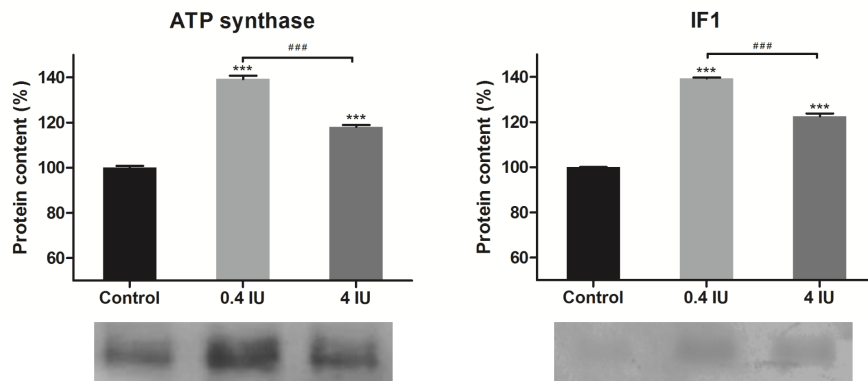 ATP synthase
###
***
***
Protein content (%)
140
120
100
80
60
Control 0.4 IU 4 IU
IF1
###
***
***
Protein content (%)
140
120
100
80
60
Control 0.4 IU 4 IU